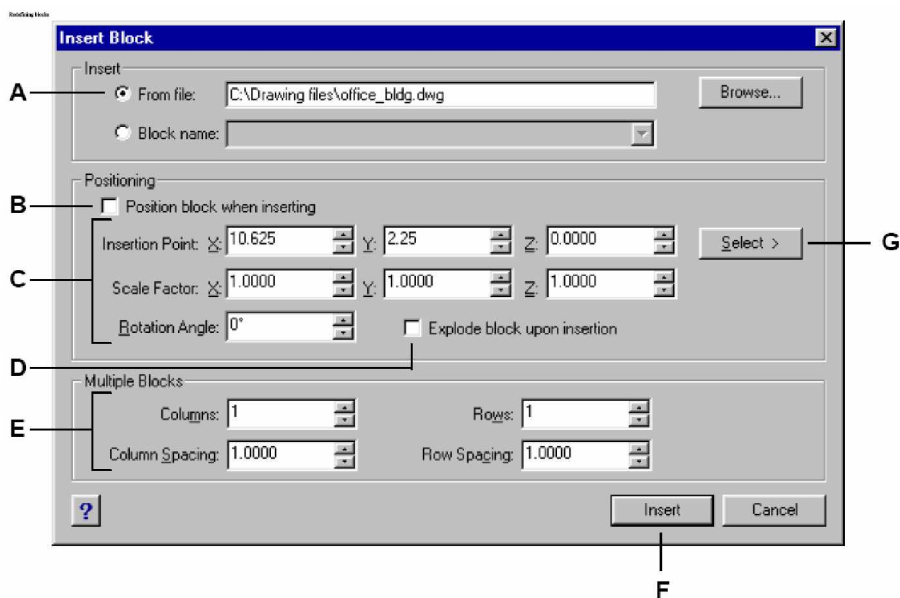 Redefining blocks
Insert Block
Insert
A
From file:
C:\Drawing files\office_bldg.dwg
Browse...
Block name:
Positioning
B
Position block when inserting
Insertion Point: X: 10.625 Y: 2.25 Z: 0.0000
Select >
G
C
Scale Factor: X: 1.0000 Y: 1.0000 Z: 1.0000
Rotation Angle: 0°
Explode block upon insertion
D
Multiple Blocks
E
Columns: 1 Rows: 1
Column Spacing: 1.0000 Row Spacing: 1.0000
?
Insert
Cancel
F